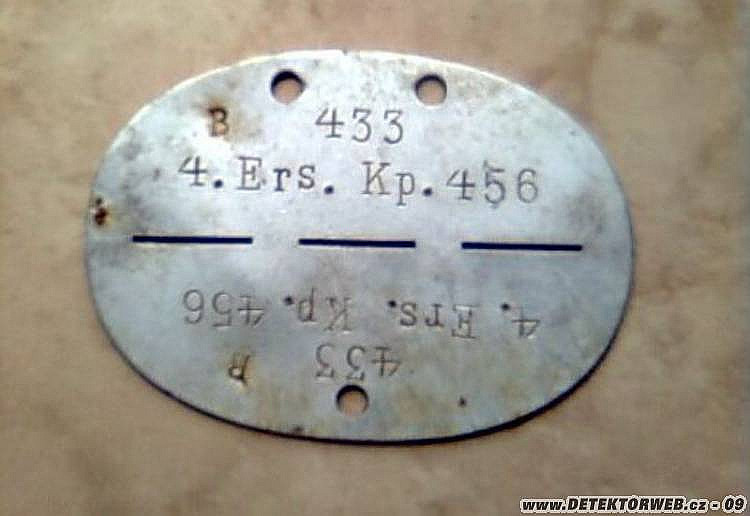 B 433
4. Ers. Kp. 456
4. Ers. Kp. 456
433 B
www.DETEKTORWEB.cz - 09